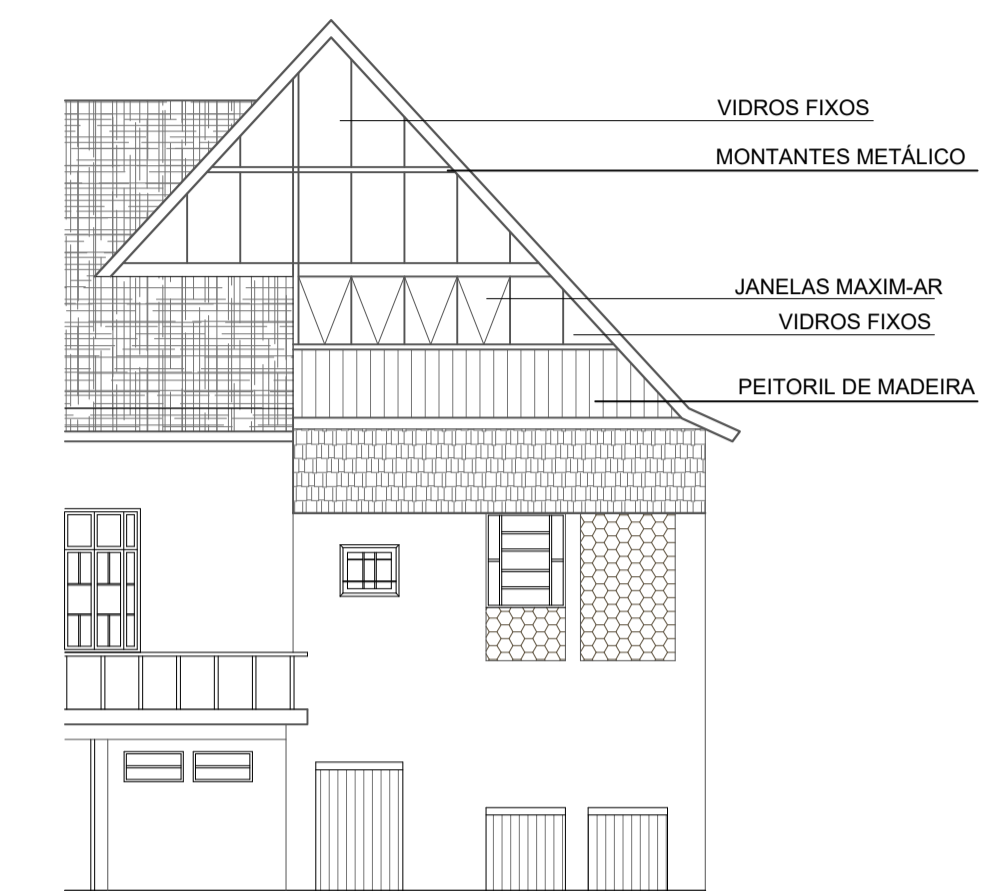 VIDROS FIXOS
MONTANTES METÁLICO
JANELAS MAXIM-AR
VIDROS FIXOS
PEITORIL DE MADEIRA